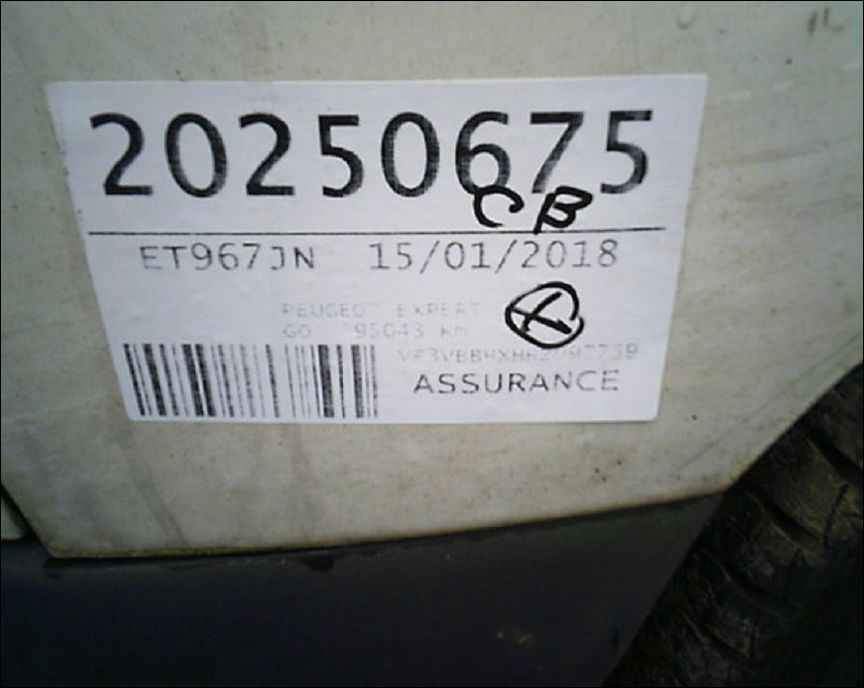 20250675
CB
ET967JN 15/01/2018
PEUGEOT EXPERT
GO 95043 Km
ASSURANCE